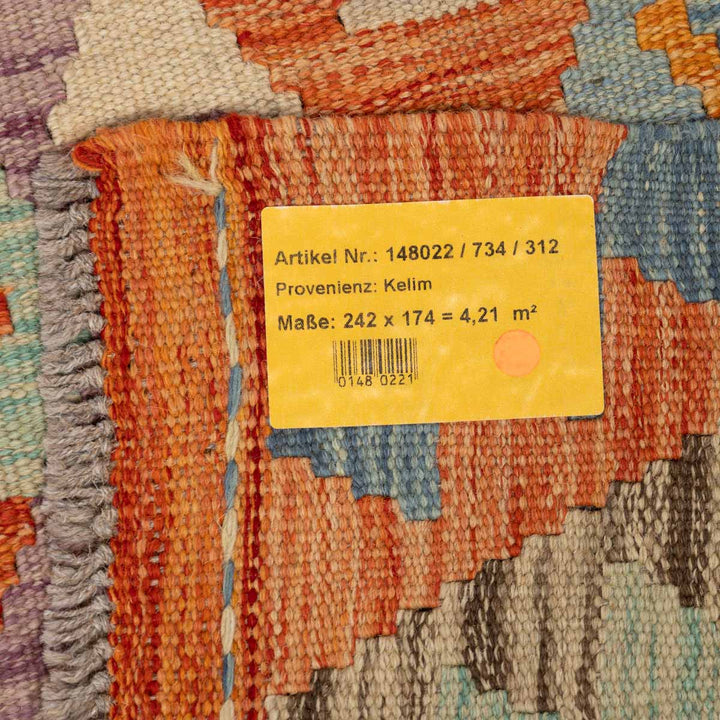 Artikel Nr.: 148022 / 734 / 312
Provenienz: Kelim
Maße: 242 x 174 = 4,21 m²
0148 0221